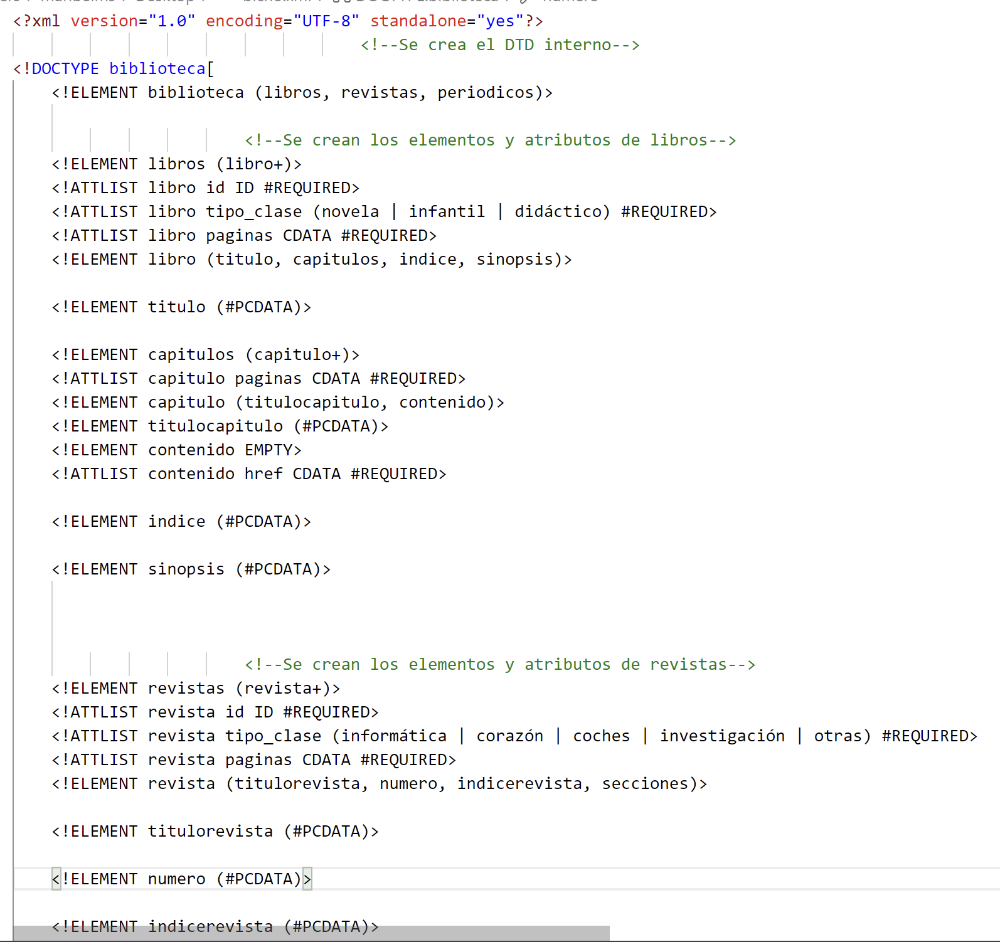 <?xml version="1.0" encoding="UTF-8" standalone="yes"?>
<!--Se crea el DTD interno-->
<!DOCTYPE biblioteca[
<!ELEMENT biblioteca (libros, revistas, periodicos)>
<!--Se crean los elementos y atributos de libros-->
<!ELEMENT libros (libro+)>
<!ATTLIST libro id ID #REQUIRED>
<!ATTLIST libro tipo_clase (novela | infantil | didáctico) #REQUIRED>
<!ATTLIST libro paginas CDATA #REQUIRED>
<!ELEMENT libro (titulo, capitulos, indice, sinopsis)>
<!ELEMENT titulo (#PCDATA)>
<!ELEMENT capitulos (capitulo+)>
<!ATTLIST capitulo paginas CDATA #REQUIRED>
<!ELEMENT capitulo (titulocapitulo, contenido)>
<!ELEMENT titulocapitulo (#PCDATA)>
<!ELEMENT contenido EMPTY>
<!ATTLIST contenido href CDATA #REQUIRED>
<!ELEMENT indice (#PCDATA)>
<!ELEMENT sinopsis (#PCDATA)>
<!--Se crean los elementos y atributos de revistas-->
<!ELEMENT revistas (revista+)>
<!ATTLIST revista id ID #REQUIRED>
<!ATTLIST revista tipo_clase (informática | corazón | coches | investigación | otras) #REQUIRED>
<!ATTLIST revista paginas CDATA #REQUIRED>
<!ELEMENT revista (titulorevista, numero, indicerevista, secciones)>
<!ELEMENT titulorevista (#PCDATA)>
<!ELEMENT numero (#PCDATA)>
<!ELEMENT indicerevista (#PCDATA)>